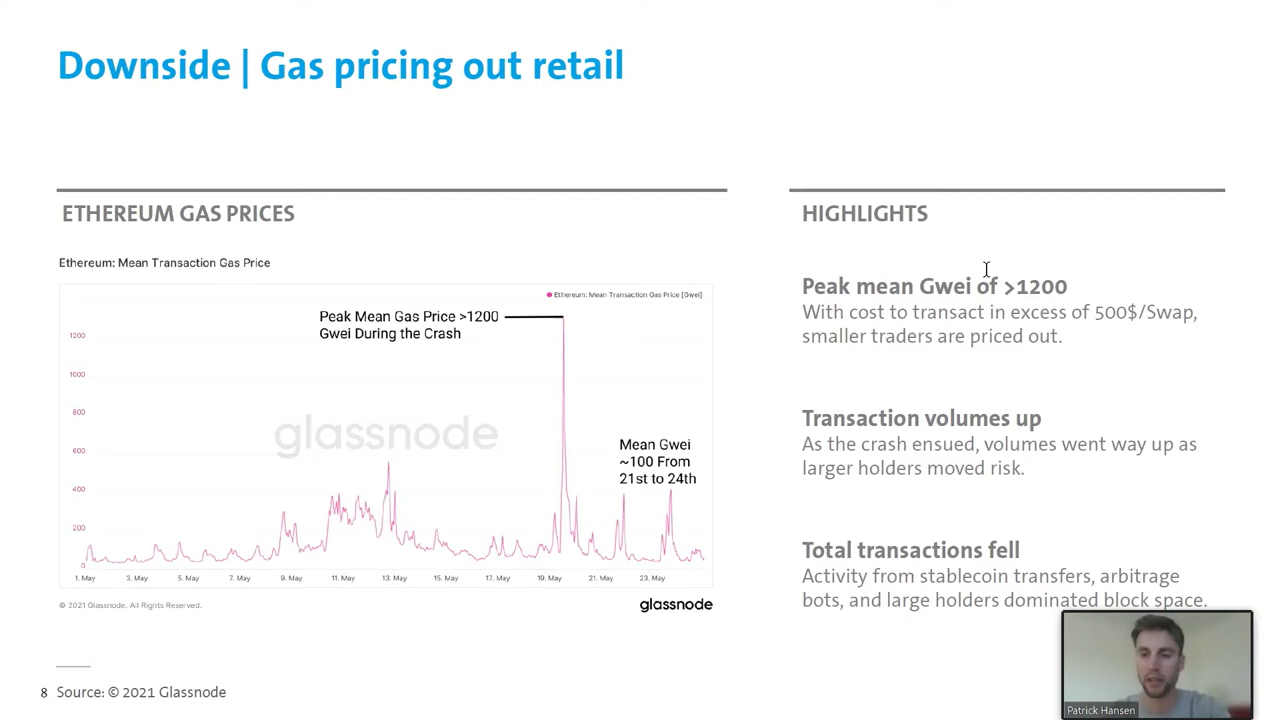 Downside | Gas pricing out retail
ETHEREUM GAS PRICES
Ethereum: Mean Transaction Gas Price
Ethereum: Mean Transaction Gas Price [Gwei]
Peak Mean Gas Price >1200
Gwei During the Crash
1200
1000
800
600
400
200
0
glassnode
Mean Gwei
~100 From
21st to 24th
1. May 3. May 5. May 7. May 9. May 11. May 13. May 15. May 17. May 19. May 21. May 23. May
© 2021 Glassnode. All Rights Reserved.
glassnode
HIGHLIGHTS
Peak mean Gwei of >1200
With cost to transact in excess of 500$/Swap,
smaller traders are priced out.
Transaction volumes up
As the crash ensued, volumes went way up as
larger holders moved risk.
Total transactions fell
Activity from stablecoin transfers, arbitrage
bots, and large holders dominated block space.
8 Source: © 2021 Glassnode
Patrick Hansen